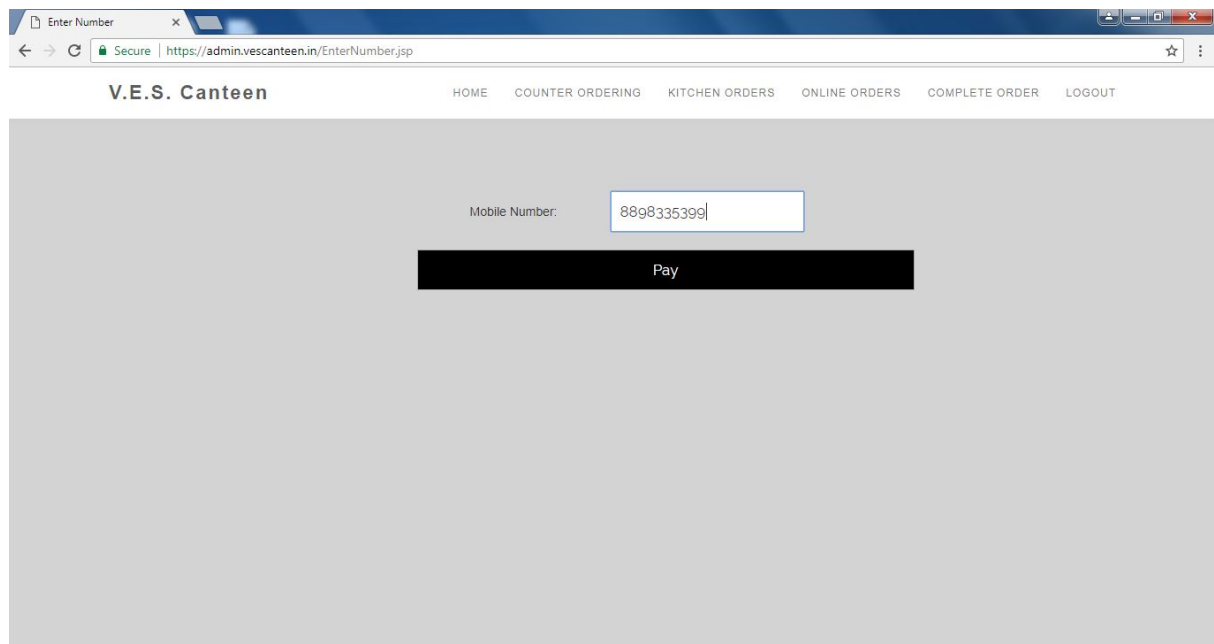 Enter Number
Secure | https://admin.vescanteen.in/EnterNumber.jsp
V.E.S. Canteen HOME COUNTER ORDERING KITCHEN ORDERS ONLINE ORDERS COMPLETE ORDER LOGOUT
Mobile Number: 8898335399
Pay